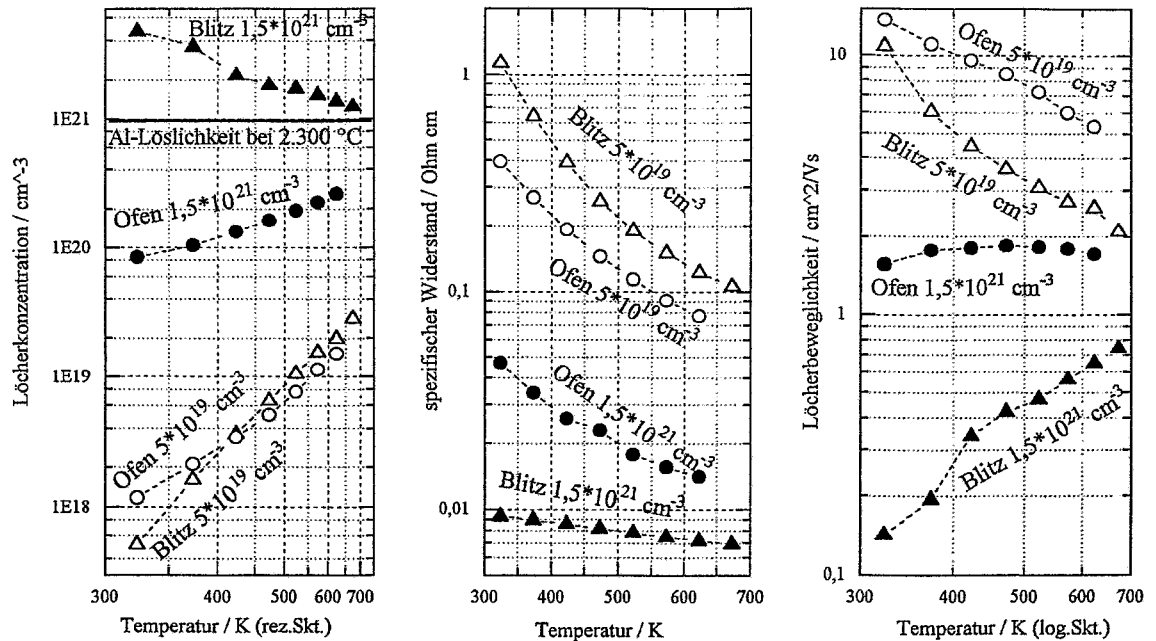 Löcherkonzentration / cm^-3
1E21
1E20
1E19
1E18
Blitz 1,5*10^21 cm^-3
Al-Löslichkeit bei 2.300 °C
Ofen 1,5*10^21 cm^-3
Ofen 5*10^19 cm^-3
Blitz 5*10^19 cm^-3
300 400 500 600 700
Temperatur / K (rez.Skt.)
spezifischer Widerstand / Ohm cm
1
0,1
0,01
Blitz 5*10^19 cm^-3
Ofen 5*10^19 cm^-3
Ofen 1,5*10^21 cm^-3
Blitz 1,5*10^21 cm^-3
300 400 500 600 700
Temperatur / K
Löcherbeweglichkeit / cm^2/Vs
10
1
0,1
Ofen 5*10^19 cm^-3
Blitz 5*10^19 cm^-3
Ofen 1,5*10^21 cm^-3
Blitz 1,5*10^21 cm^-3
300 400 500 600 700
Temperatur / K (log.Skt.)